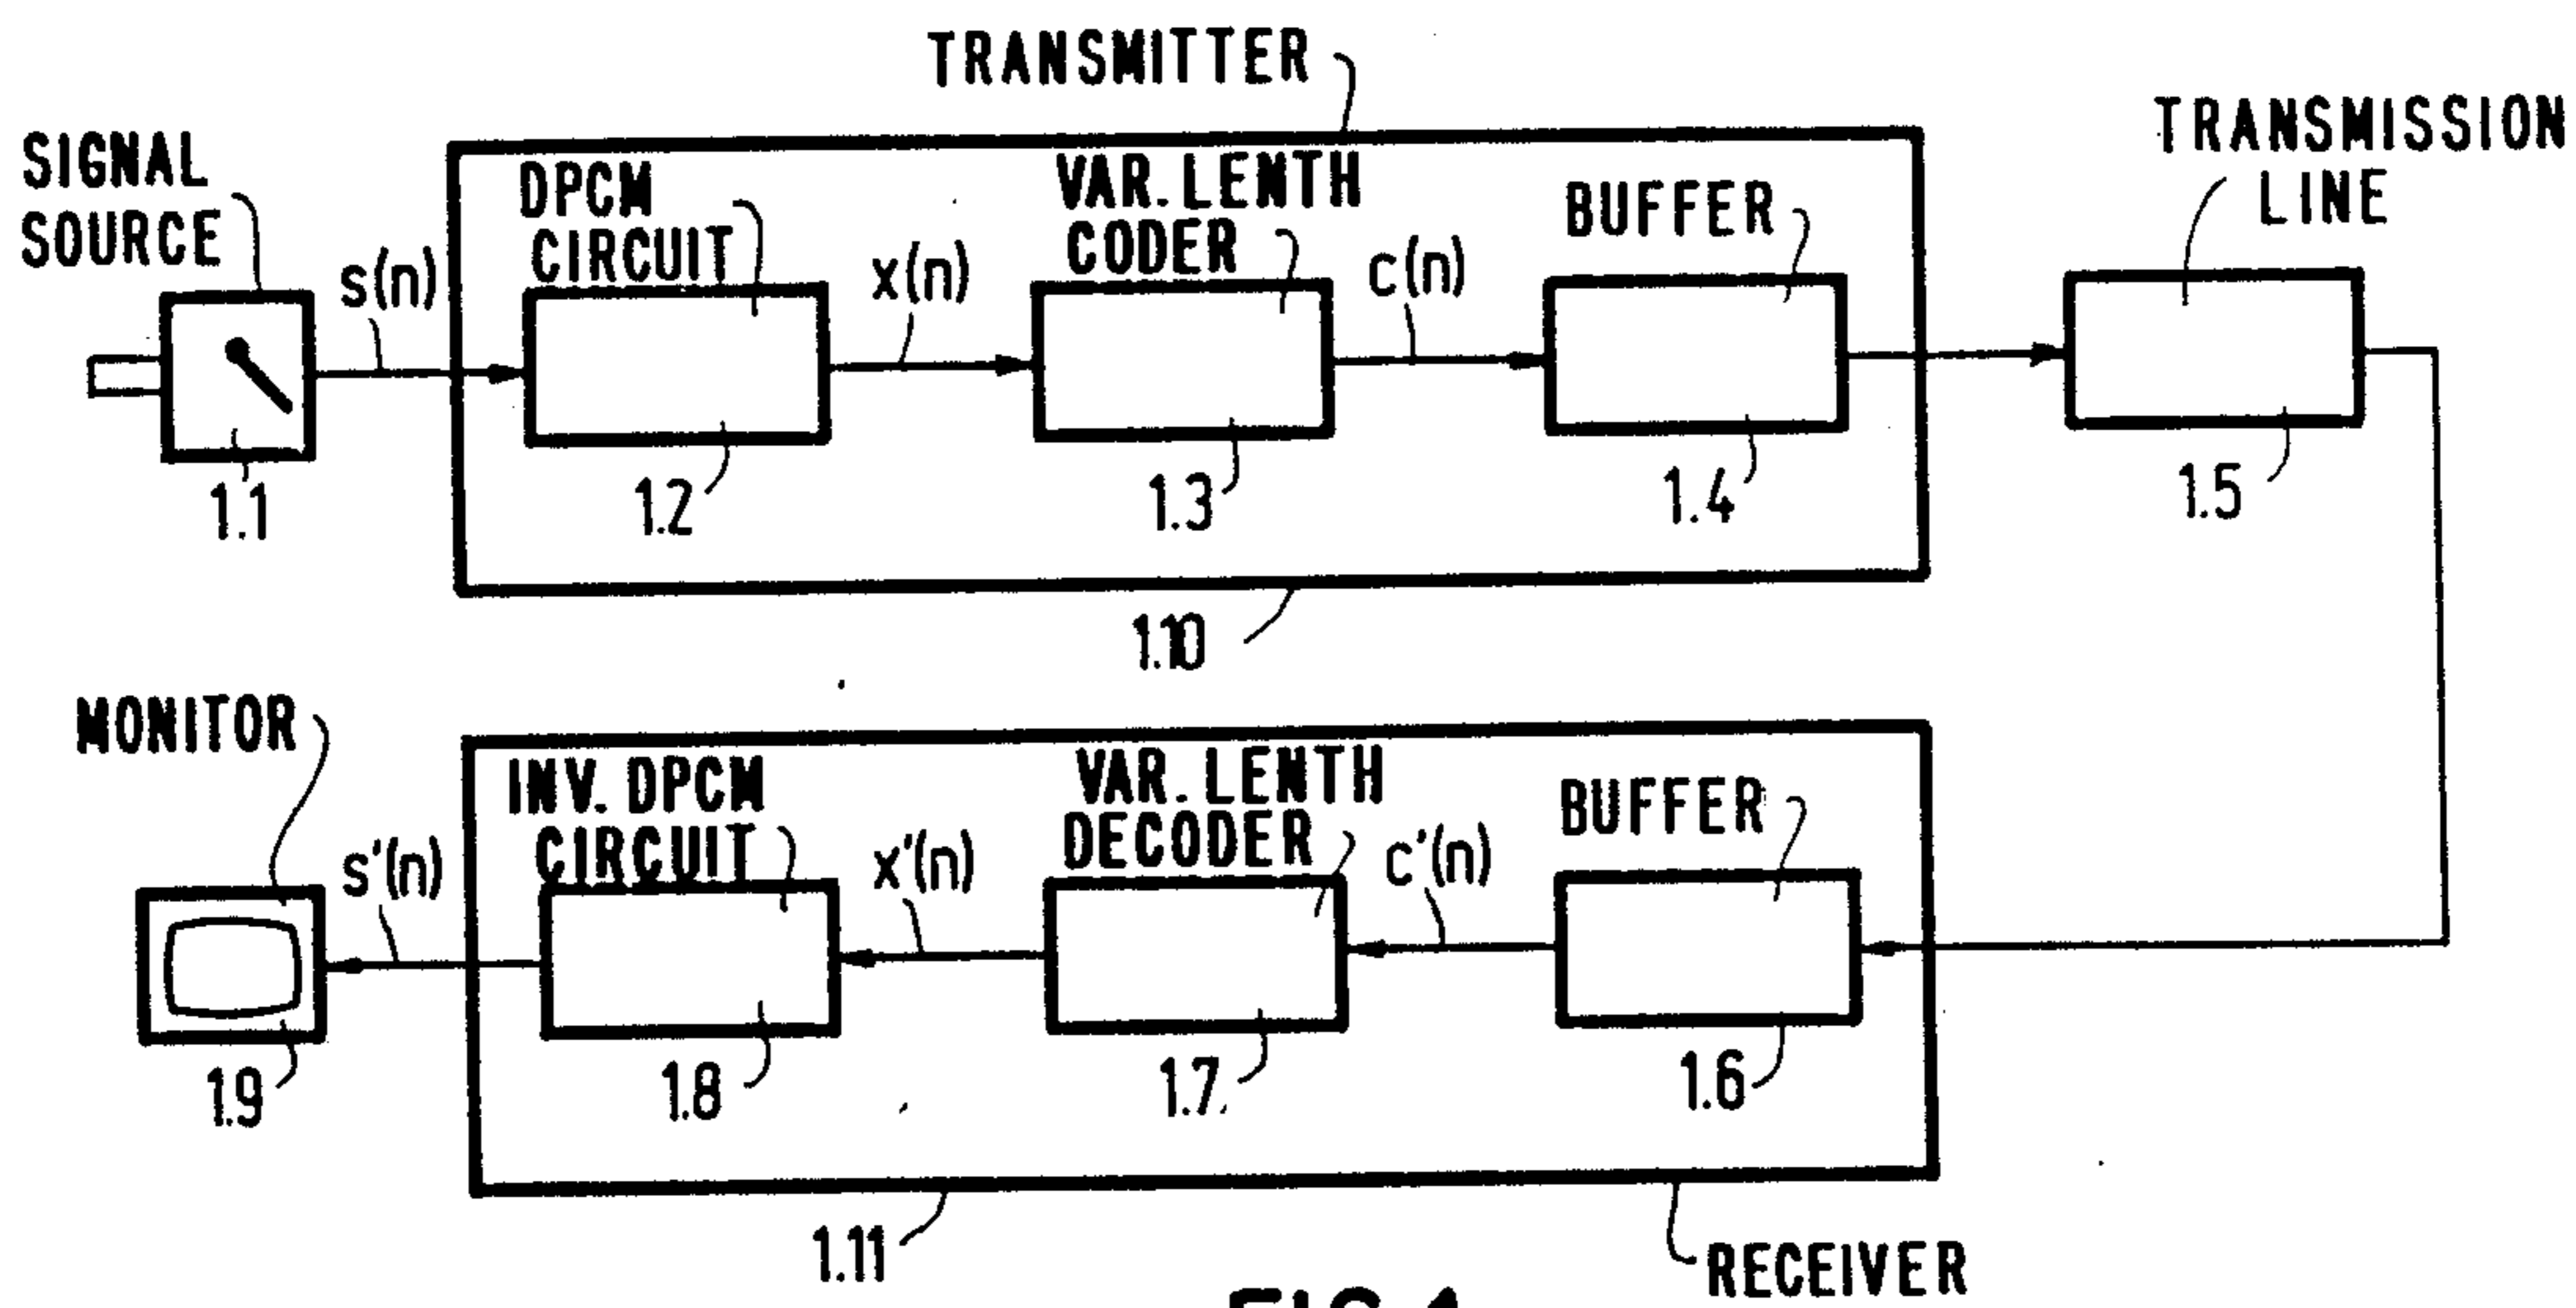 TRANSMITTER
TRANSMISSION
LINE
SIGNAL
SOURCE
s(n)
DPCM
CIRCUIT
x(n)
VAR. LENTH
CODER
c(n)
BUFFER
1.1
1.2
1.3
1.4
1.5
1.10
MONITOR
s'(n)
INV. DPCM
CIRCUIT
x'(n)
VAR. LENTH
DECODER
c'(n)
BUFFER
1.9
1.8
1.7
1.6
1.11
RECEIVER
FIG.1